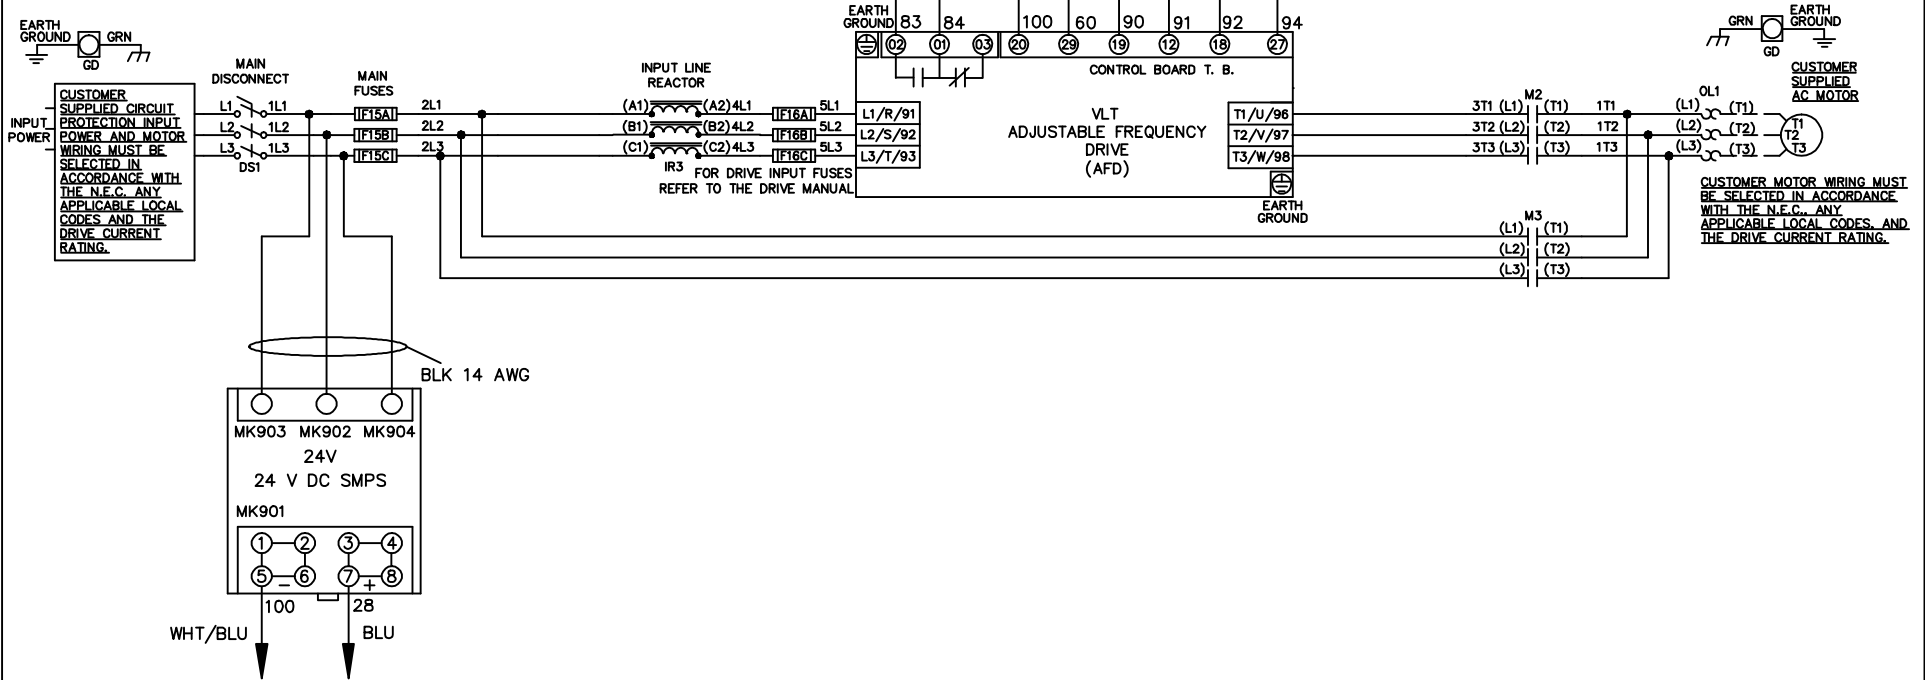 EARTH
GROUND
GRN
GD
INPUT
POWER
CUSTOMER
SUPPLIED CIRCUIT
PROTECTION INPUT
POWER AND MOTOR
WIRING MUST BE
SELECTED IN
ACCORDANCE WITH
THE N.E.C. ANY
APPLICABLE LOCAL
CODES AND THE
DRIVE CURRENT
RATING.
MAIN
DISCONNECT
L1 1L1
L2 1L2
L3 1L3
DS1
MAIN
FUSES
F15A
F15B
F15C
2L1
2L2
2L3
INPUT LINE
REACTOR
(A1) (A2) 4L1
(B1) (B2) 4L2
(C1) (C2) 4L3
IR3
F16A 5L1
F16B 5L2
F16C 5L3
FOR DRIVE INPUT FUSES
REFER TO THE DRIVE MANUAL
EARTH
GROUND
83 84 100 60 90 91 92 94
02 01 03 20 29 19 12 18 27
CONTROL BOARD T. B.
L1/R/91
L2/S/92
L3/T/93
VLT
ADJUSTABLE FREQUENCY
DRIVE
(AFD)
T1/U/96
T2/V/97
T3/W/98
EARTH
GROUND
M2
3T1 (L1) (T1) 1T1
3T2 (L2) (T2) 1T2
3T3 (L3) (T3) 1T3
M3
(L1) (T1)
(L2) (T2)
(L3) (T3)
GRN
GD
EARTH
GROUND
CUSTOMER
SUPPLIED
AC MOTOR
OL1
(L1) (T1)
(L2) (T2)
(L3) (T3)
T1
T2
T3
CUSTOMER MOTOR WIRING MUST
BE SELECTED IN ACCORDANCE
WITH THE N.E.C., ANY
APPLICABLE LOCAL CODES, AND
THE DRIVE CURRENT RATING.
BLK 14 AWG
MK903 MK902 MK904
24V
24 V DC SMPS
MK901
1 2 3 4
5 6 7 8
− +
100 28
WHT/BLU BLU